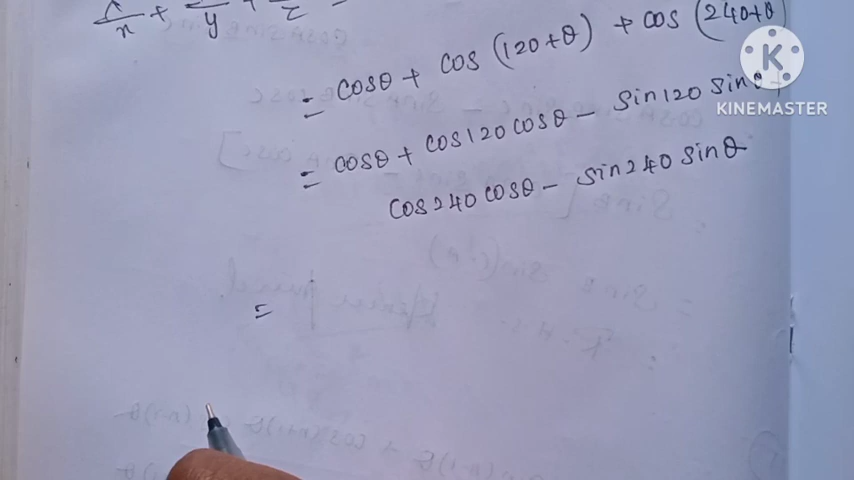 x + y + z =
= cosθ + cos (120+θ) + cos (240+θ)
K
KINEMASTER
= cosθ + cos120 cosθ - sin120 sinθ +
cos240 cosθ - sin240 sinθ
=